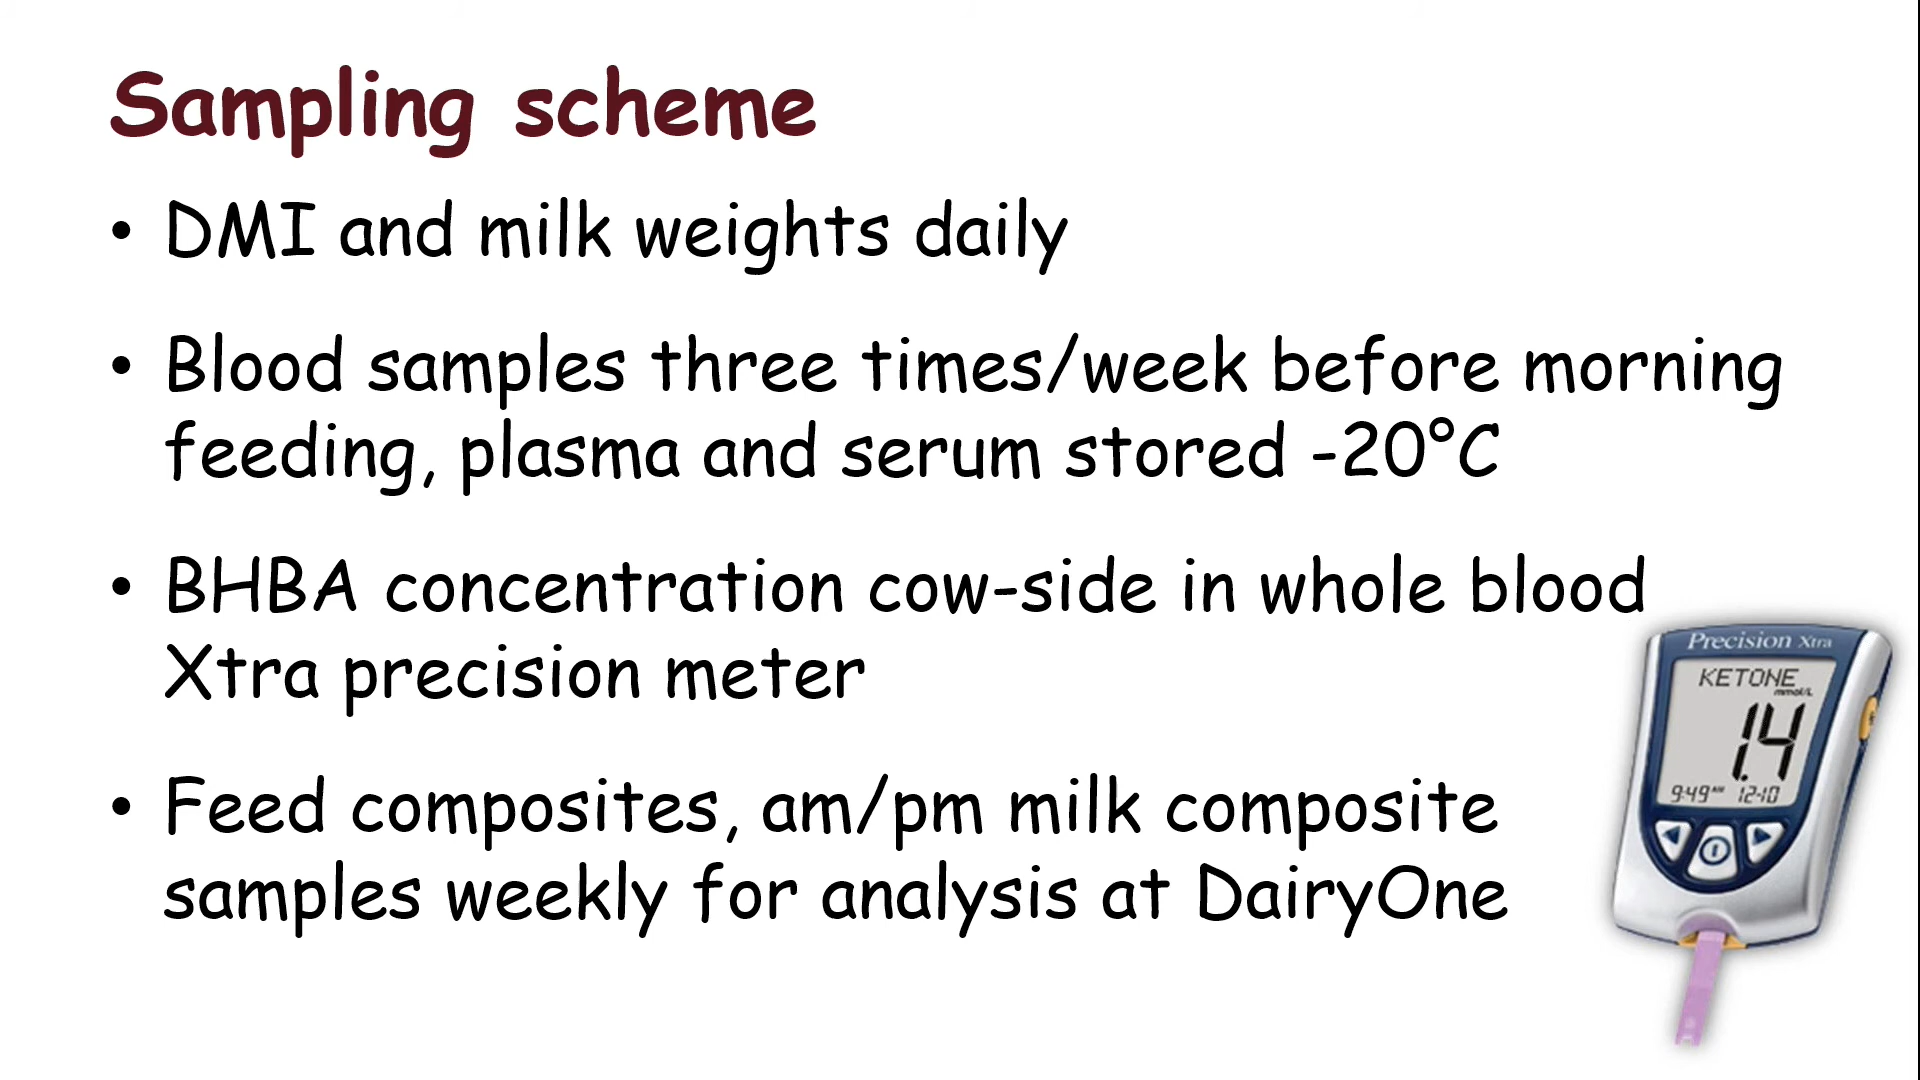 Sampling scheme
• DMI and milk weights daily
• Blood samples three times/week before morning
feeding, plasma and serum stored -20°C
• BHBA concentration cow-side in whole blood
Xtra precision meter
• Feed composites, am/pm milk composite
samples weekly for analysis at DairyOne
Precision Xtra
KETONE
mmol/L
1.4
9:49 AM 12-10